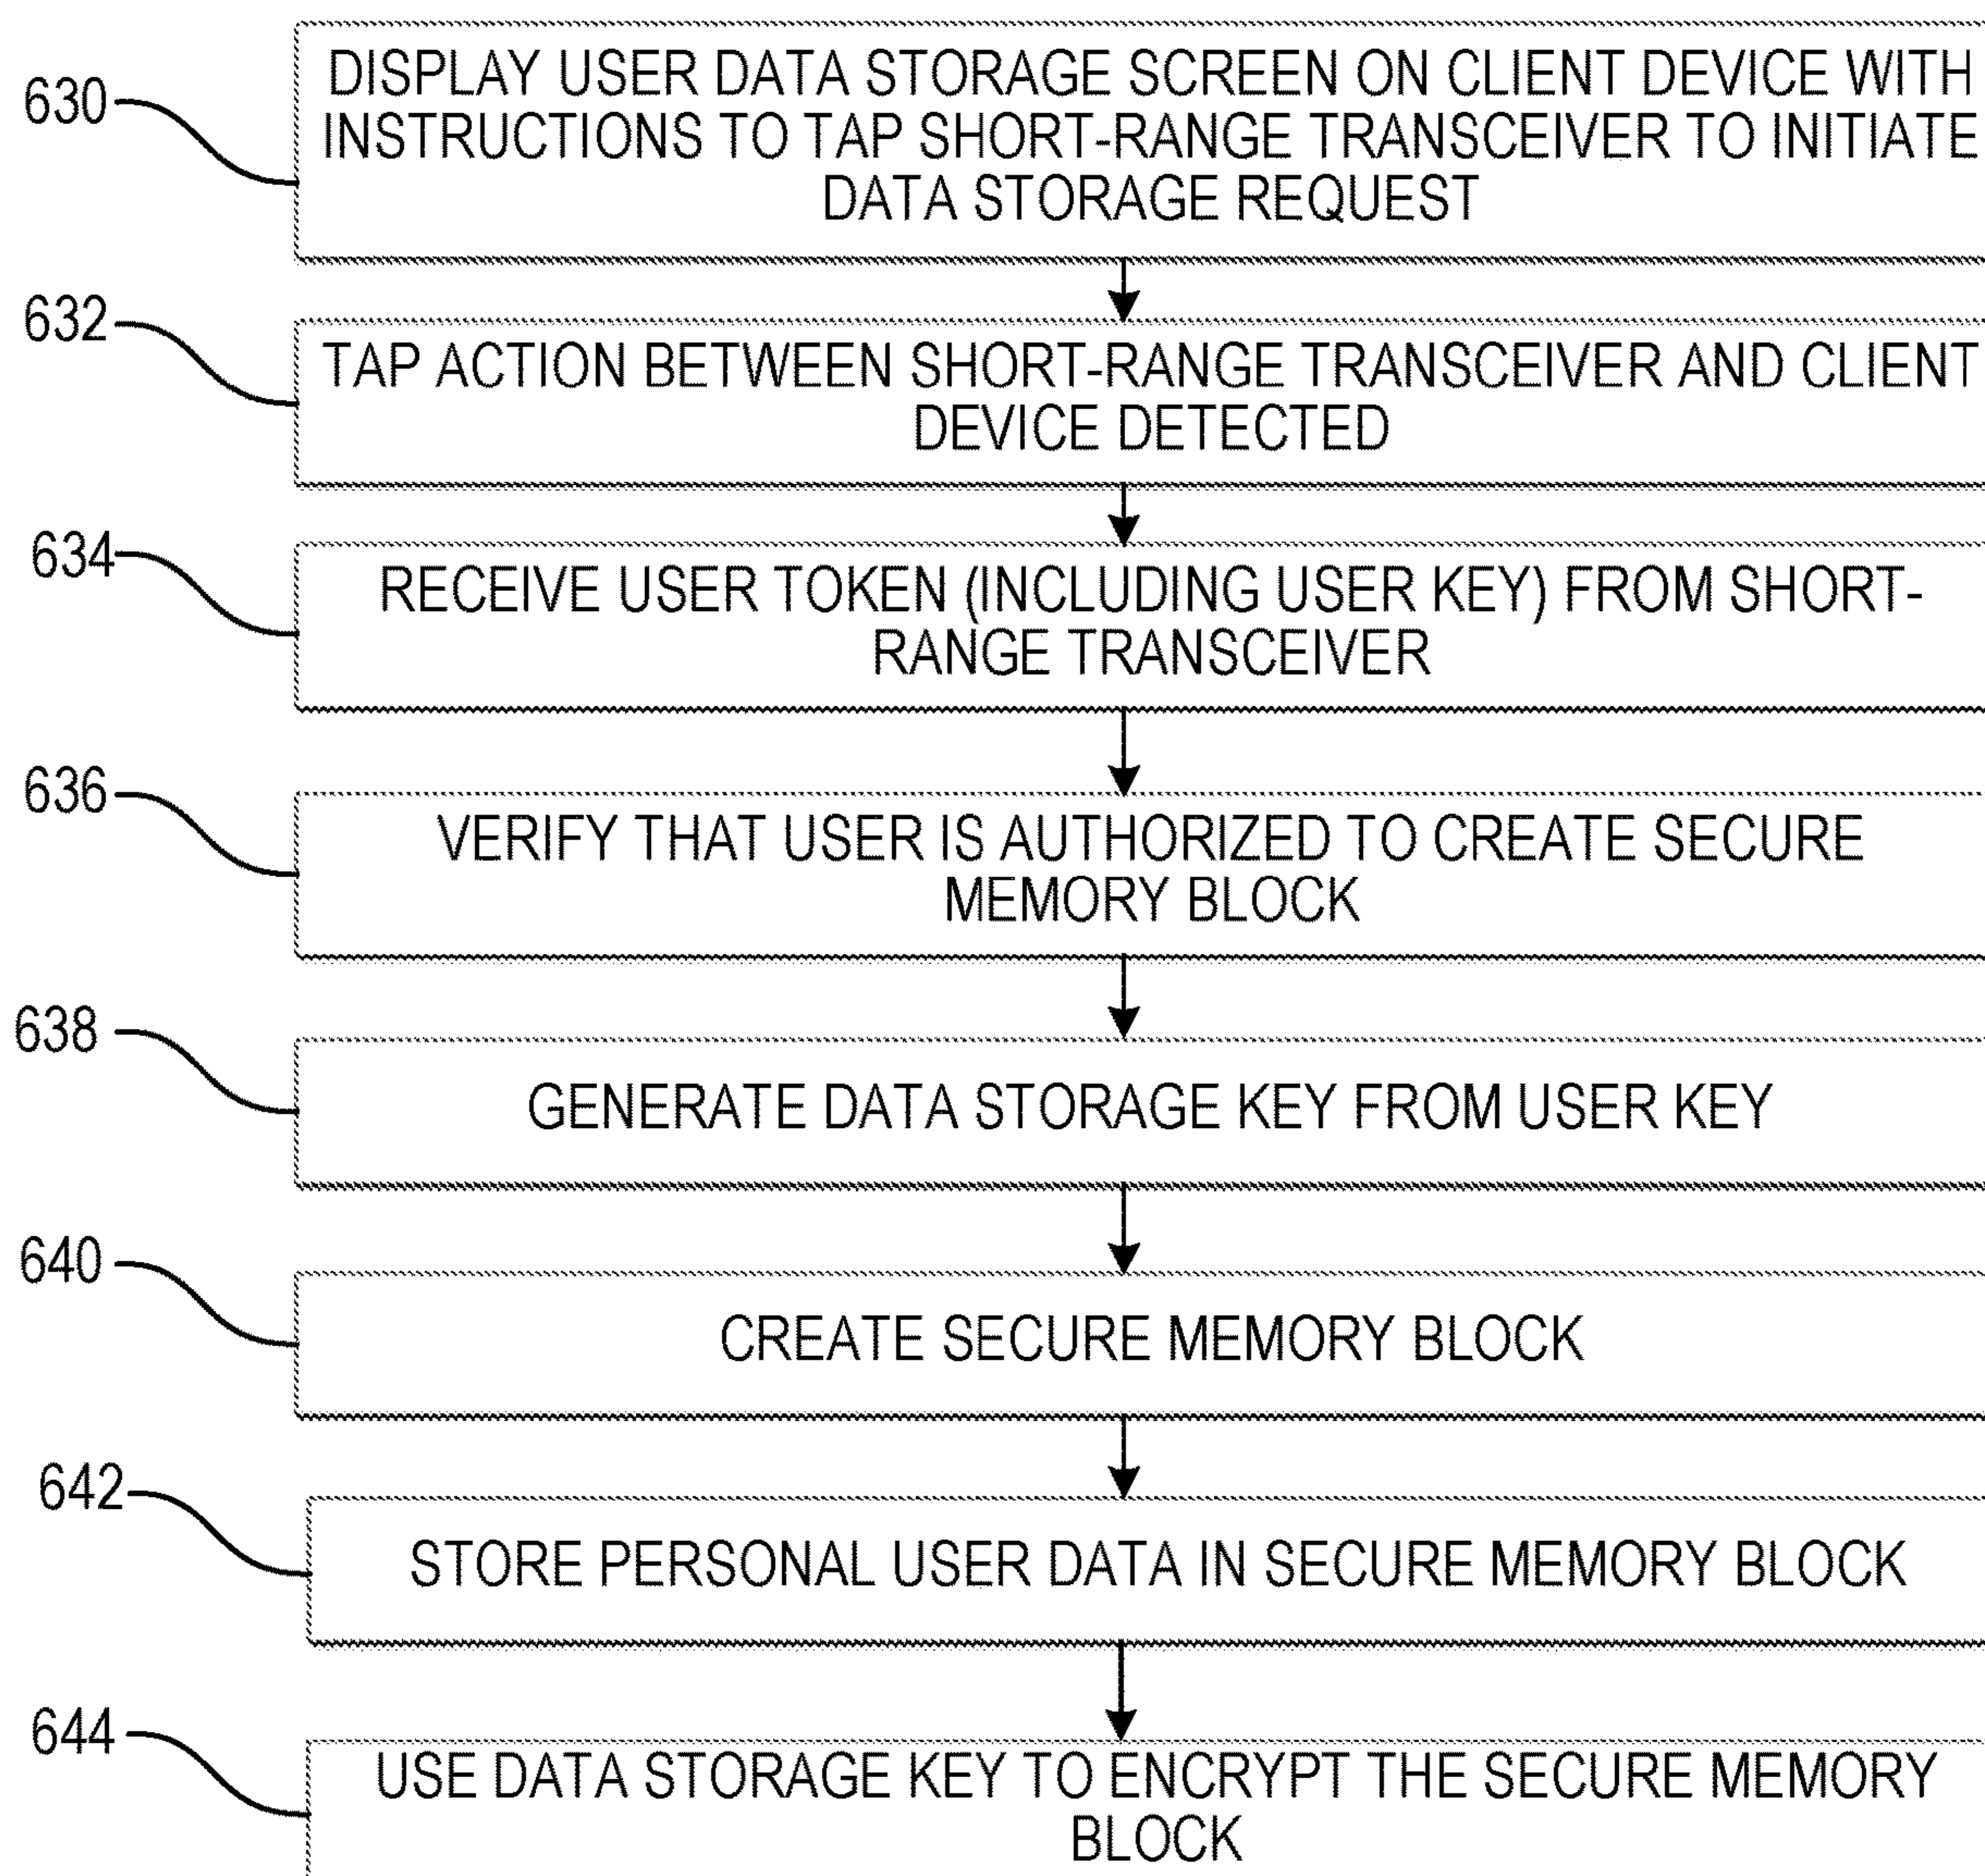 630
DISPLAY USER DATA STORAGE SCREEN ON CLIENT DEVICE WITH
INSTRUCTIONS TO TAP SHORT-RANGE TRANSCEIVER TO INITIATE
DATA STORAGE REQUEST
632
TAP ACTION BETWEEN SHORT-RANGE TRANSCEIVER AND CLIENT
DEVICE DETECTED
634
RECEIVE USER TOKEN (INCLUDING USER KEY) FROM SHORT-
RANGE TRANSCEIVER
636
VERIFY THAT USER IS AUTHORIZED TO CREATE SECURE
MEMORY BLOCK
638
GENERATE DATA STORAGE KEY FROM USER KEY
640
CREATE SECURE MEMORY BLOCK
642
STORE PERSONAL USER DATA IN SECURE MEMORY BLOCK
644
USE DATA STORAGE KEY TO ENCRYPT THE SECURE MEMORY
BLOCK